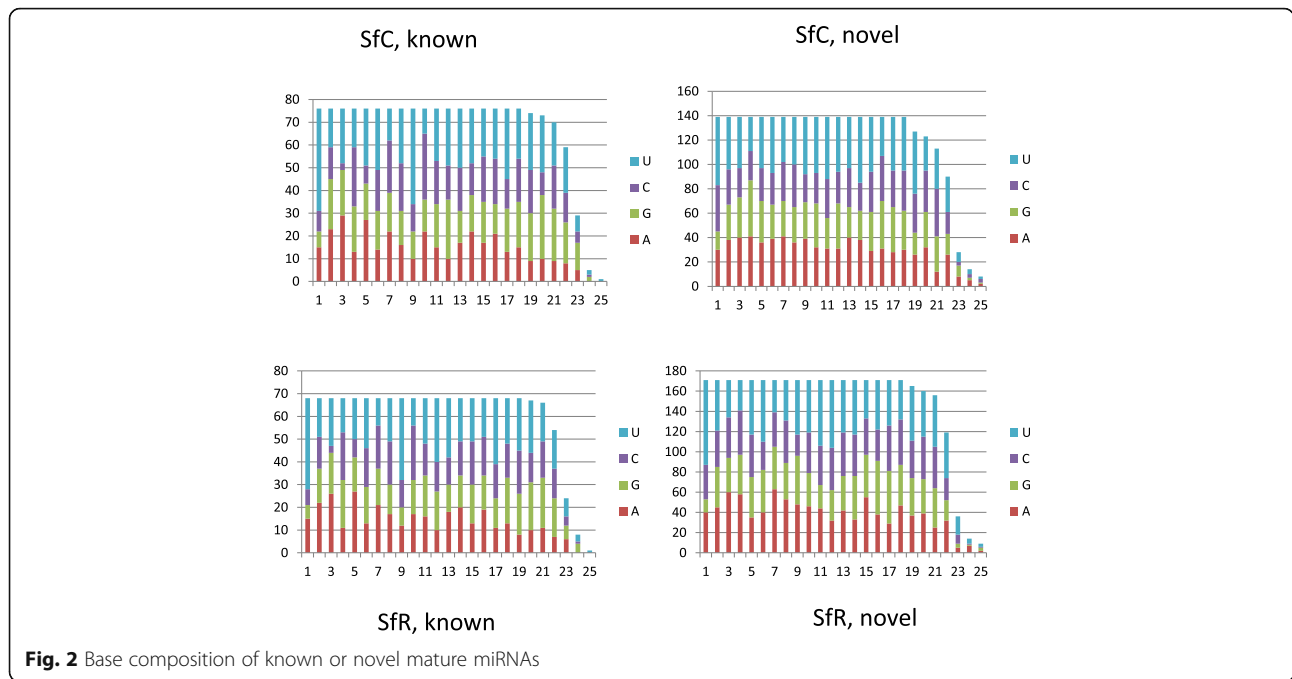 SfC, known
SfC, novel
80
70
60
50
40
30
20
10
0
1 3 5 7 9 11 13 15 17 19 21 23 25
U
C
G
A
160
140
120
100
80
60
40
20
0
1 3 5 7 9 11 13 15 17 19 21 23 25
U
C
G
A
80
70
60
50
40
30
20
10
0
1 3 5 7 9 11 13 15 17 19 21 23 25
U
C
G
A
180
160
140
120
100
80
60
40
20
0
1 3 5 7 9 11 13 15 17 19 21 23 25
U
C
G
A
SfR, known
SfR, novel
Fig. 2 Base composition of known or novel mature miRNAs